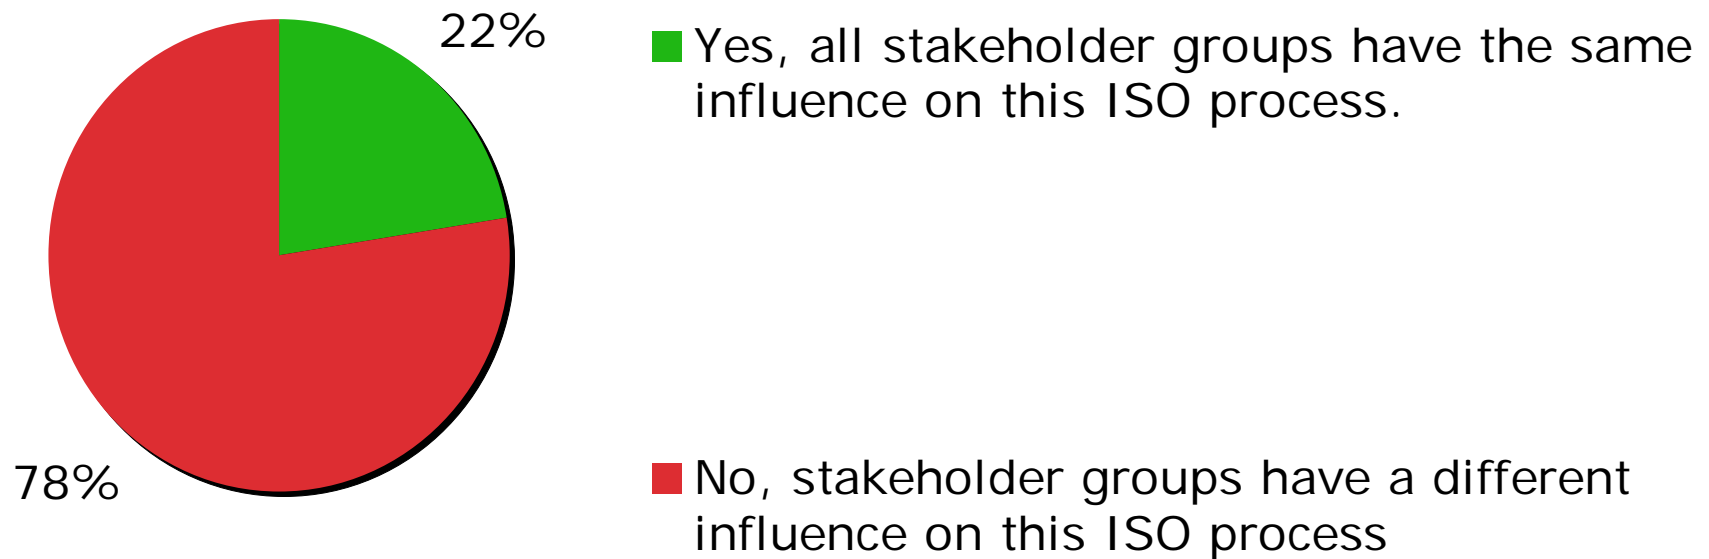 22%
Yes, all stakeholder groups have the same
influence on this ISO process.
78%
No, stakeholder groups have a different
influence on this ISO process